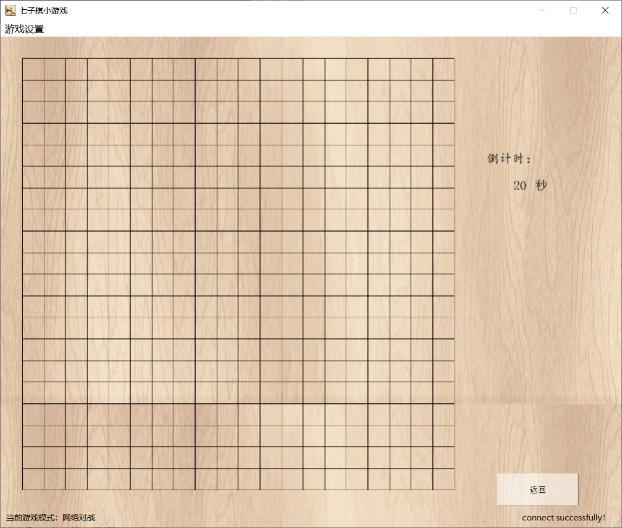 七子棋小游戏
游戏设置
倒计时：
20 秒
返回
当前游戏模式：网络对战
connect successfully!